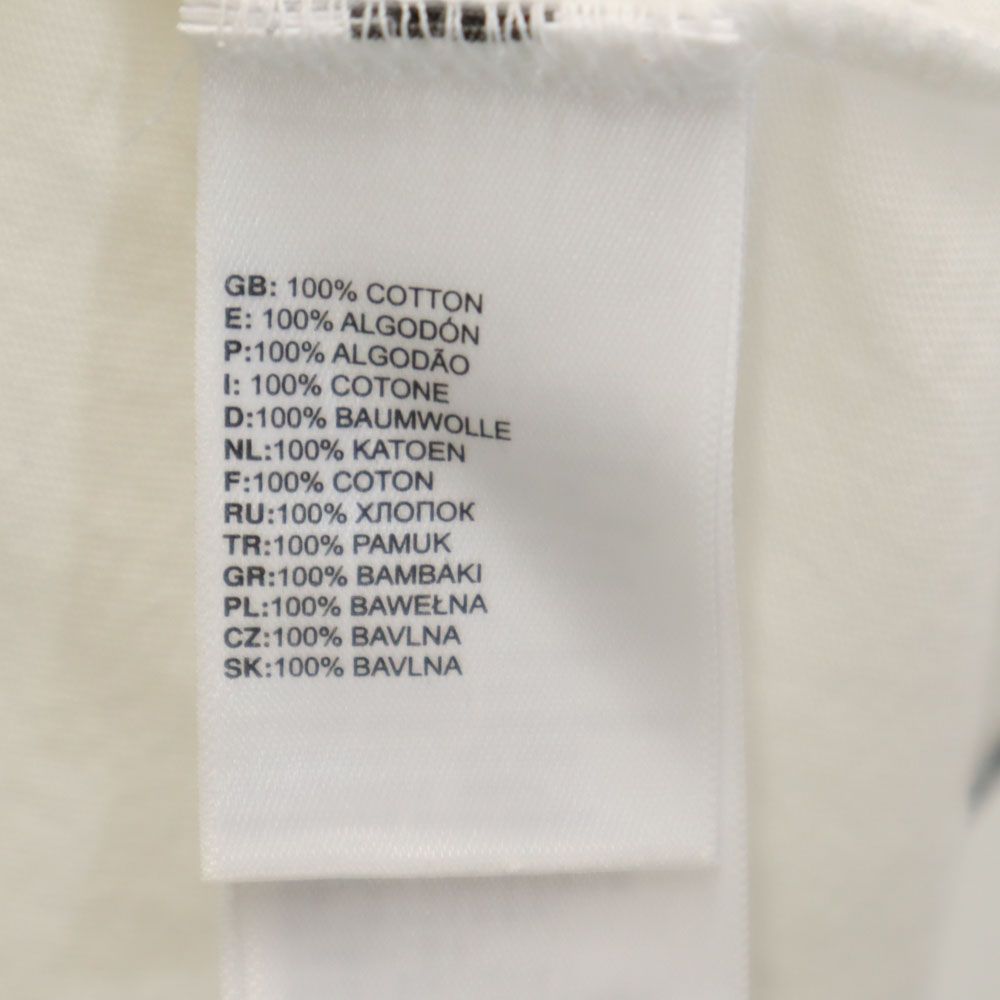 GB: 100% COTTON
E: 100% ALGODÓN
P:100% ALGODÃO
I: 100% COTONE
D:100% BAUMWOLLE
NL:100% KATOEN
F:100% COTON
RU:100% ХЛОПОК
TR:100% PAMUK
GR:100% BAMBAKI
PL:100% BAWEŁNA
CZ:100% BAVLNA
SK:100% BAVLNA